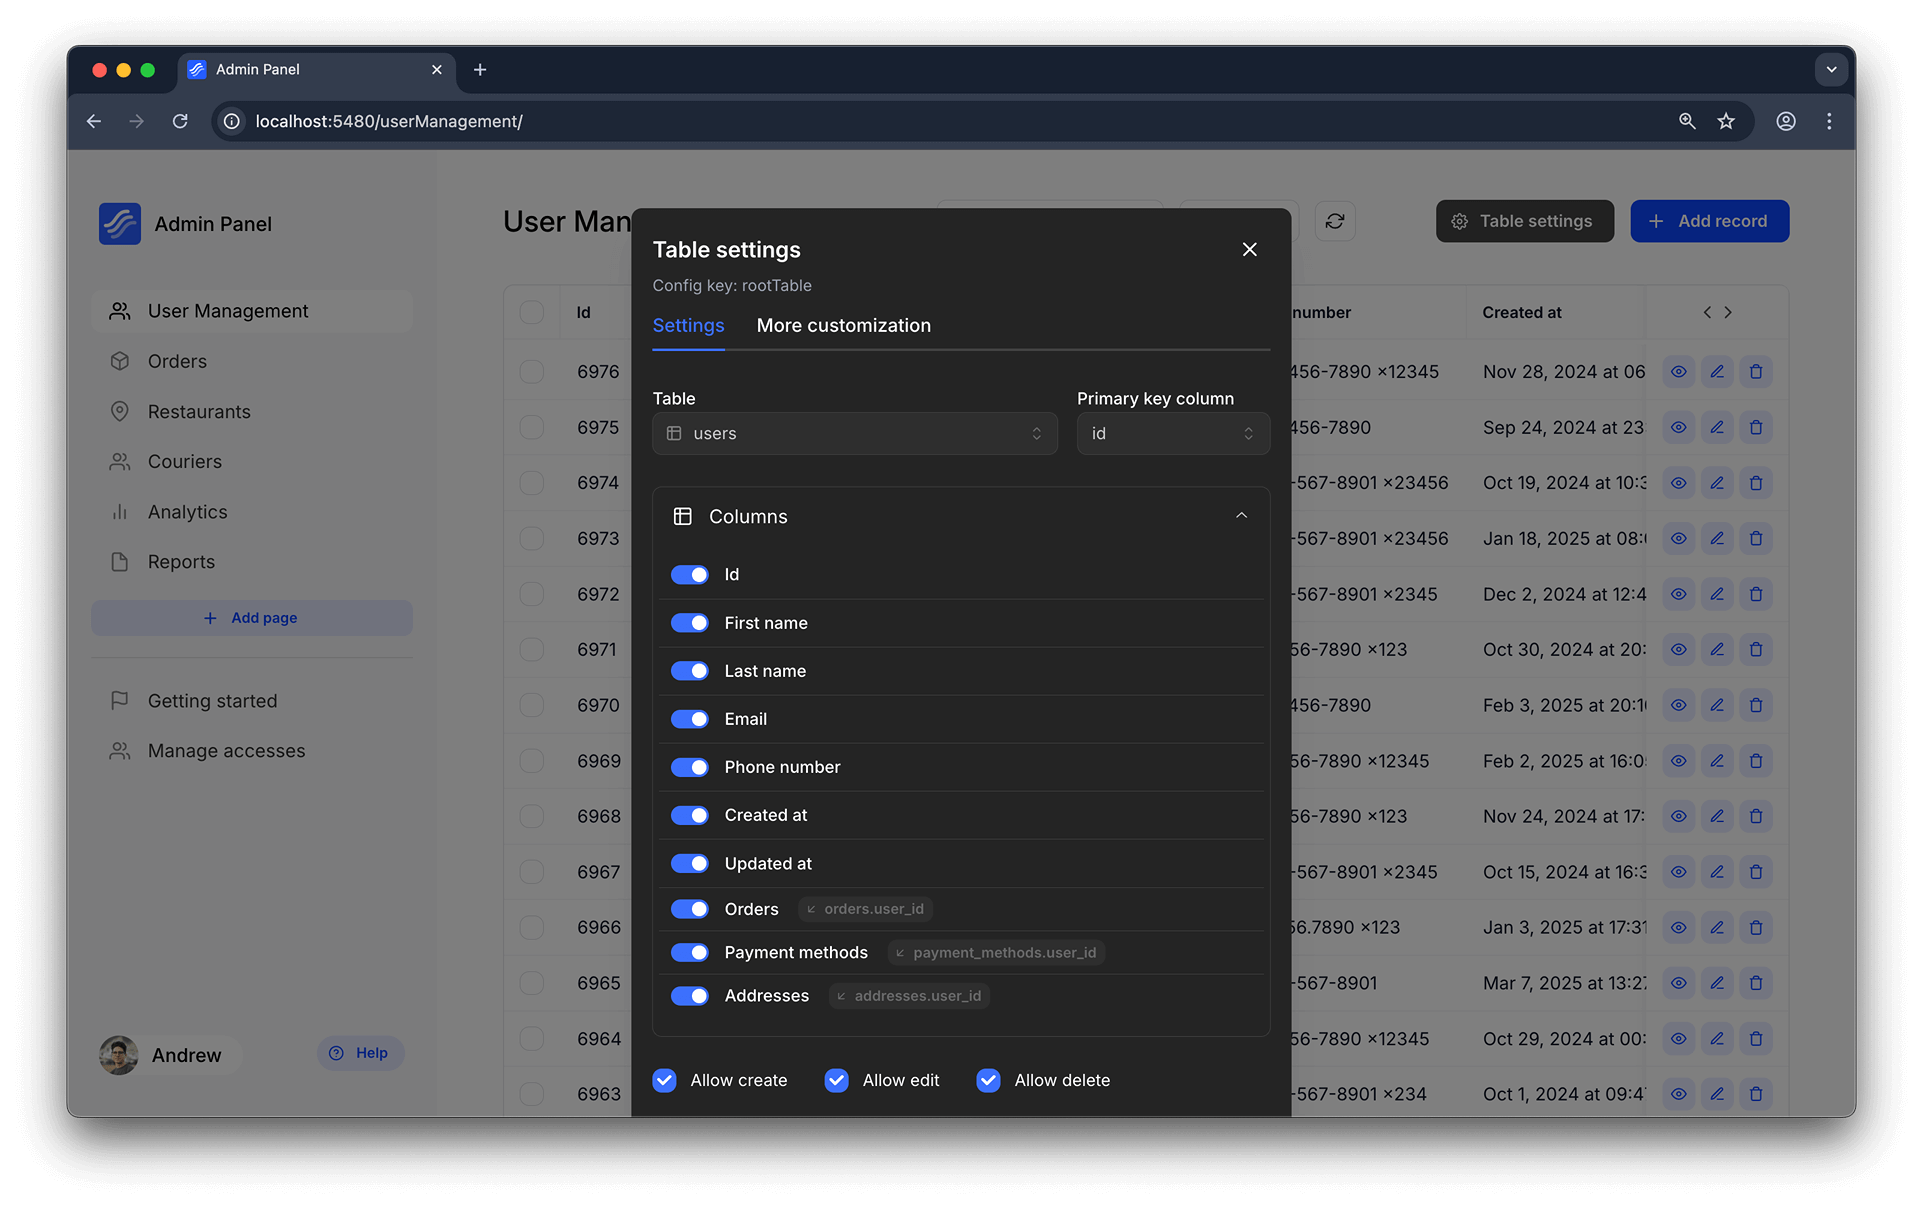 Admin Panel
localhost:5480/userManagement/
Admin Panel
User Management
Orders
Restaurants
Couriers
Analytics
Reports
+ Add page
Getting started
Manage accesses
Andrew
Help
User Man
Table settings
+ Add record
Id
number
Created at
6976
456-7890 ×12345
Nov 28, 2024 at 06
6975
456-7890
Sep 24, 2024 at 23
6974
-567-8901 ×23456
Oct 19, 2024 at 10:3
6973
-567-8901 ×23456
Jan 18, 2025 at 08:
6972
-567-8901 ×2345
Dec 2, 2024 at 12:4
6971
56-7890 ×123
Oct 30, 2024 at 20:
6970
456-7890
Feb 3, 2025 at 20:1
6969
56-7890 ×12345
Feb 2, 2025 at 16:0
6968
56-7890 ×123
Nov 24, 2024 at 17:
6967
-567-8901 ×2345
Oct 15, 2024 at 16:3
6966
56.7890 ×123
Jan 3, 2025 at 17:31
6965
-567-8901
Mar 7, 2025 at 13:27
6964
56-7890 ×12345
Oct 29, 2024 at 00:
6963
-567-8901 ×234
Oct 1, 2024 at 09:4
Table settings
Config key: rootTable
Settings
More customization
Table
Primary key column
users
id
Columns
Id
First name
Last name
Email
Phone number
Created at
Updated at
Orders orders.user_id
Payment methods payment_methods.user_id
Addresses addresses.user_id
Allow create
Allow edit
Allow delete